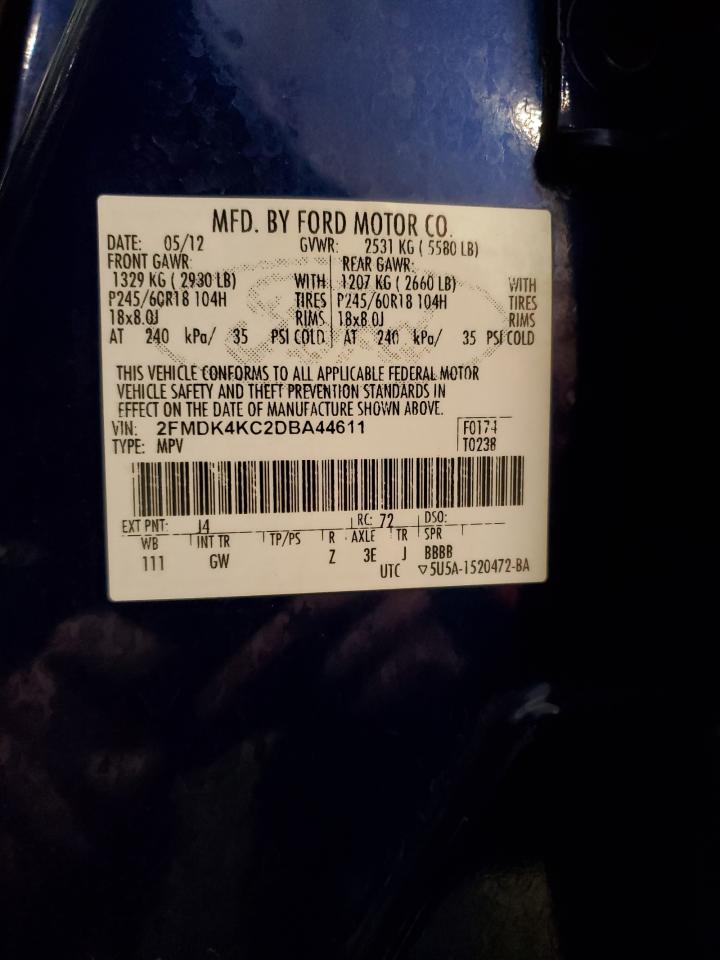 MFD. BY FORD MOTOR CO.
DATE: 05/12 GVWR: 2531 KG ( 5580 LB)
FRONT GAWR: REAR GAWR:
1329 KG ( 2930 LB) WITH 1207 KG ( 2660 LB) WITH
P245/60R18 104H TIRES P245/60R18 104H TIRES
18x8.0J RIMS 18x8.0J RIMS
AT 240 kPa/ 35 PSI COLD AT 240 kPa/ 35 PSI COLD
THIS VEHICLE CONFORMS TO ALL APPLICABLE FEDERAL MOTOR
VEHICLE SAFETY AND THEFT PREVENTION STANDARDS IN
EFFECT ON THE DATE OF MANUFACTURE SHOWN ABOVE.
VIN: 2FMDK4KC2DBA44611 F0174
TYPE: MPV T0238
EXT PNT: J4 RC: 72 DSO:
WB INT TR TP/PS R AXLE TR SPR
111 GW Z 3E J BBBB
UTC ▽5U5A-1520472-BA